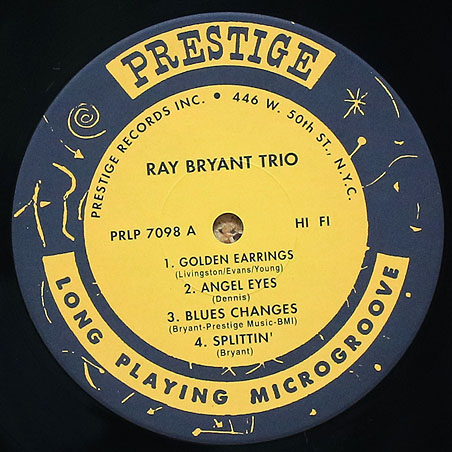 PRESTIGE
PRESTIGE RECORDS INC. • 446 W. 50th ST., N.Y.C.
RAY BRYANT TRIO
PRLP 7098 A
HI FI
1. GOLDEN EARRINGS
(Livingston/Evans/Young)
2. ANGEL EYES
(Dennis)
3. BLUES CHANGES
(Bryant-Prestige Music-BMI)
4. SPLITTIN'
(Bryant)
LONG PLAYING MICROGROOVE